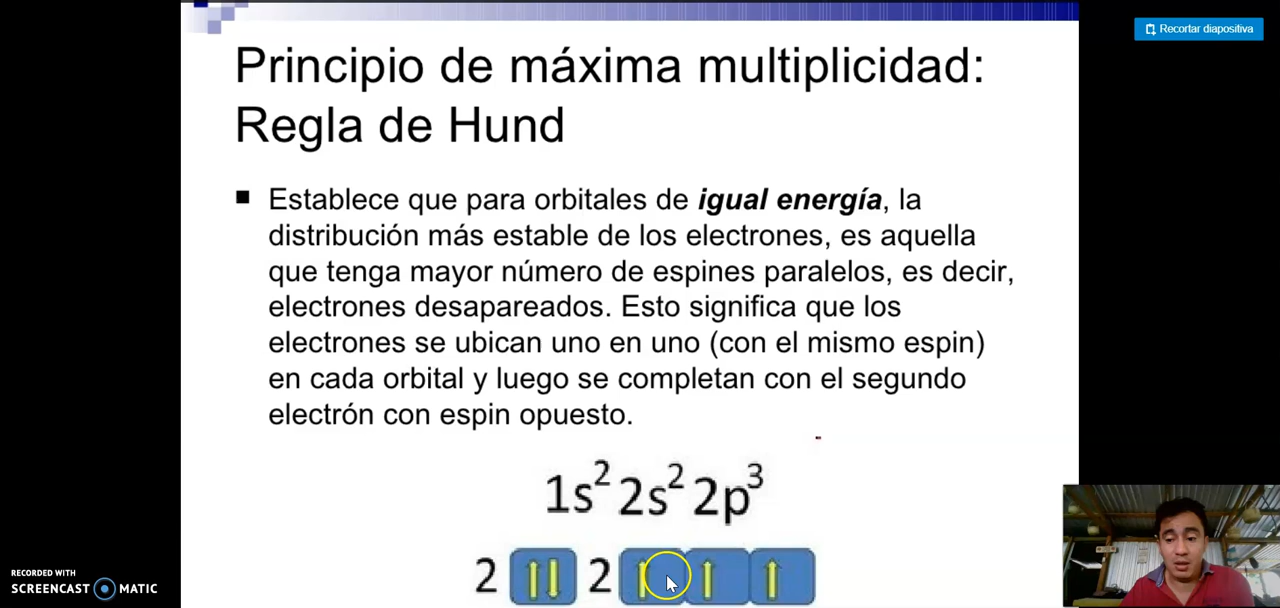 Recortar diapositiva
Principio de máxima multiplicidad:
Regla de Hund
Establece que para orbitales de igual energía, la
distribución más estable de los electrones, es aquella
que tenga mayor número de espines paralelos, es decir,
electrones desapareados. Esto significa que los
electrones se ubican uno en uno (con el mismo espin)
en cada orbital y luego se completan con el segundo
electrón con espin opuesto.
1s² 2s² 2p³
2 ↑↓ 2 ↑ ↑ ↑
RECORDED WITH
SCREENCAST MATIC